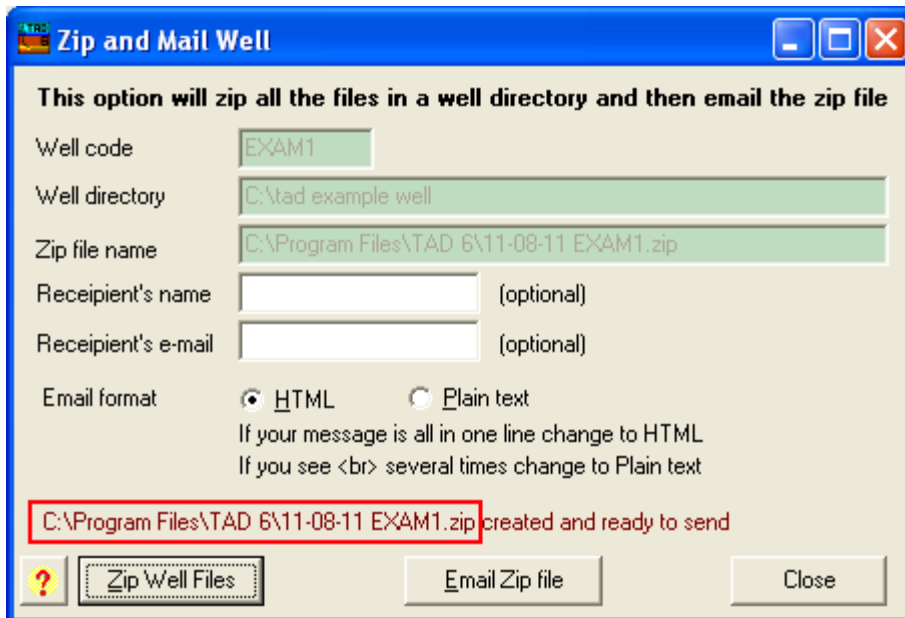 Zip and Mail Well
This option will zip all the files in a well directory and then email the zip file
Well code EXAM1
Well directory C:\tad example well
Zip file name C:\Program Files\TAD 6\11-08-11 EXAM1.zip
Receipient's name (optional)
Receipient's e-mail (optional)
Email format HTML Plain text
If your message is all in one line change to HTML
If you see <br> several times change to Plain text
C:\Program Files\TAD 6\11-08-11 EXAM1.zip created and ready to send
? Zip Well Files Email Zip file Close